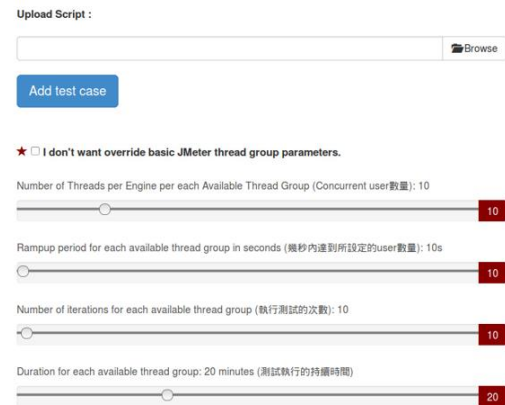 Upload Script :
Browse
Add test case
I don't want override basic JMeter thread group parameters.
Number of Threads per Engine per each Available Thread Group (Concurrent user數量): 10
10
Rampup period for each available thread group in seconds (幾秒內達到所設定的user數量): 10s
10
Number of iterations for each available thread group (執行測試的次數): 10
10
Duration for each available thread group: 20 minutes (測試執行的持續時間)
20